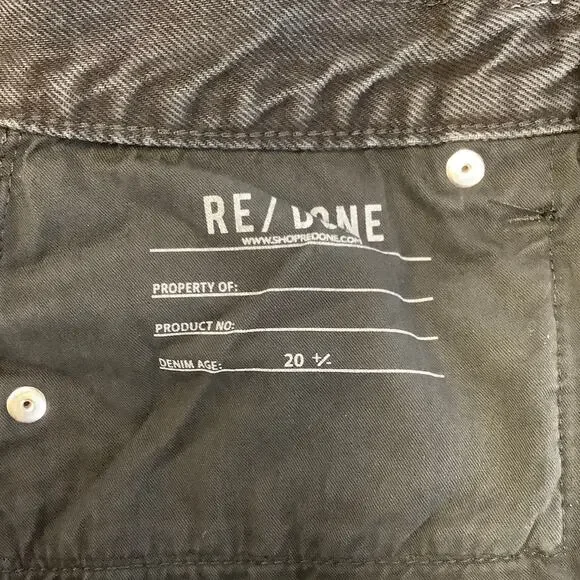 RE/DONE
WWW.SHOPREDONE.COM
PROPERTY OF:
PRODUCT NO:
DENIM AGE: 20 +/-